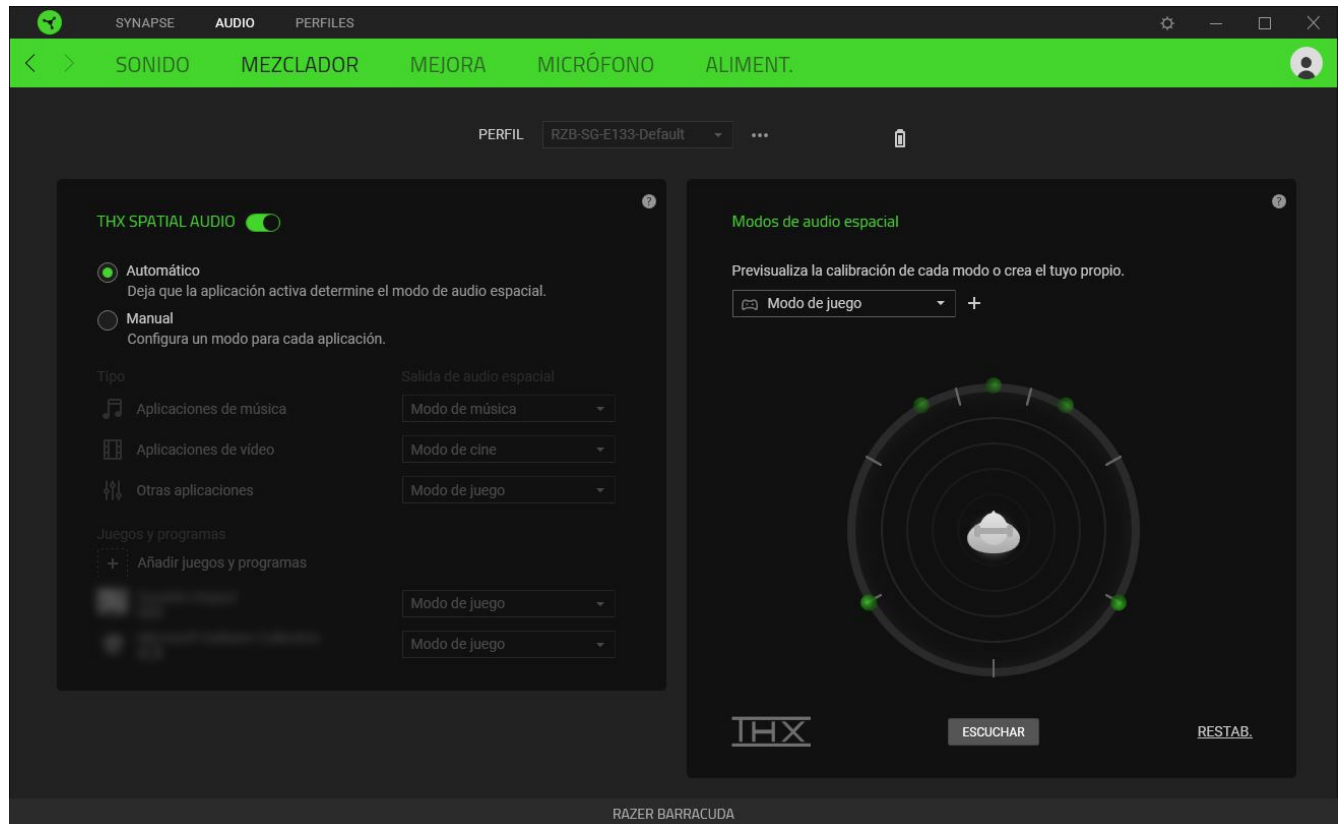 SYNAPSE AUDIO PERFILES
SONIDO MEZCLADOR MEJORA MICRÓFONO ALIMENT.
PERFIL RZB-SG-E133-Default
THX SPATIAL AUDIO
Automático
Deja que la aplicación activa determine el modo de audio espacial.
Manual
Configura un modo para cada aplicación.
Tipo Salida de audio espacial
Aplicaciones de música Modo de música
Aplicaciones de vídeo Modo de cine
Otras aplicaciones Modo de juego
Juegos y programas
Añadir juegos y programas
Modo de juego
Modo de juego
Modos de audio espacial
Previsualiza la calibración de cada modo o crea el tuyo propio.
Modo de juego
THX ESCUCHAR RESTAB.
RAZER BARRACUDA